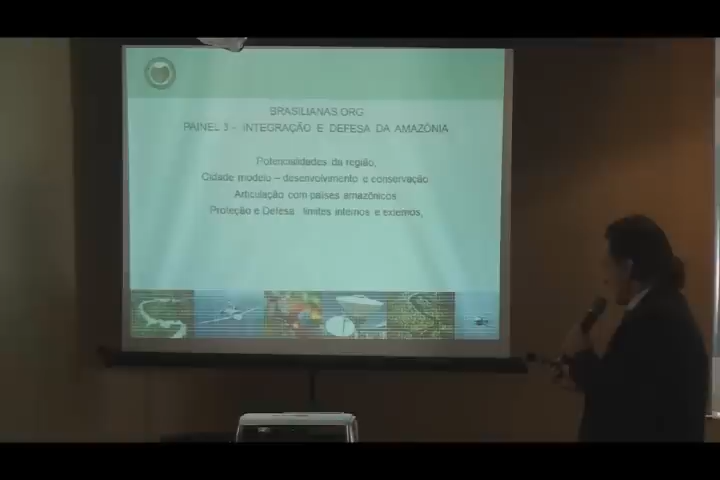 BRASILIANAS.ORG
PAINEL 3 - INTEGRAÇÃO E DEFESA DA AMAZÔNIA
Potencialidades da região,
Cidade modelo – desenvolvimento e conservação
Articulação com países amazônicos
Proteção e Defesa limites internos e externos,